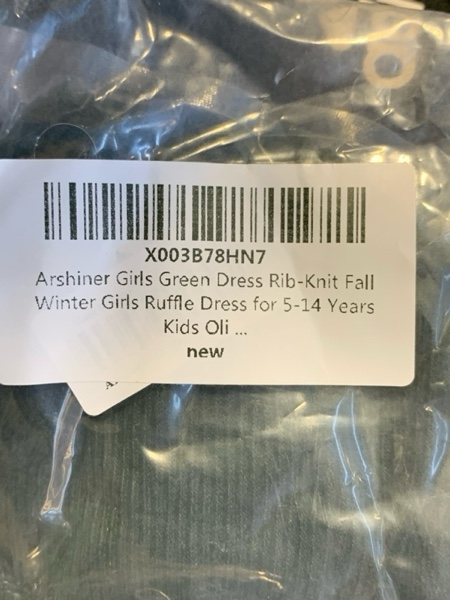 X003B78HN7
Arshiner Girls Green Dress Rib-Knit Fall
Winter Girls Ruffle Dress for 5-14 Years
Kids Oli ...
new